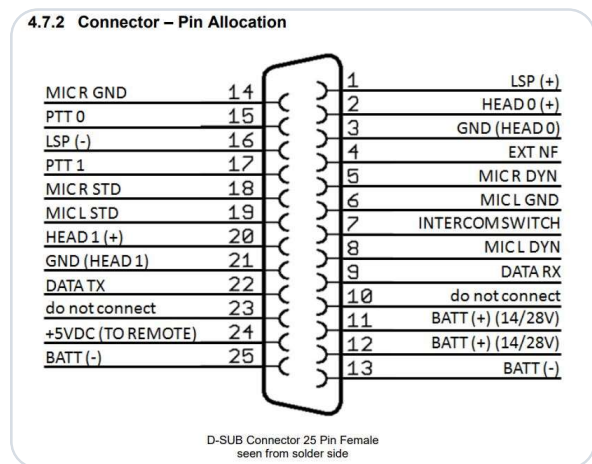 4.7.2 Connector – Pin Allocation
MIC R GND 14
PTT 0 15
LSP (-) 16
PTT 1 17
MIC R STD 18
MIC L STD 19
HEAD 1 (+) 20
GND (HEAD 1) 21
DATA TX 22
do not connect 23
+5VDC (TO REMOTE) 24
BATT (-) 25
1 LSP (+)
2 HEAD 0 (+)
3 GND (HEAD 0)
4 EXT NF
5 MIC R DYN
6 MIC L GND
7 INTERCOM SWITCH
8 MIC L DYN
9 DATA RX
10 do not connect
11 BATT (+) (14/28V)
12 BATT (+) (14/28V)
13 BATT (-)
D-SUB Connector 25 Pin Female
seen from solder side